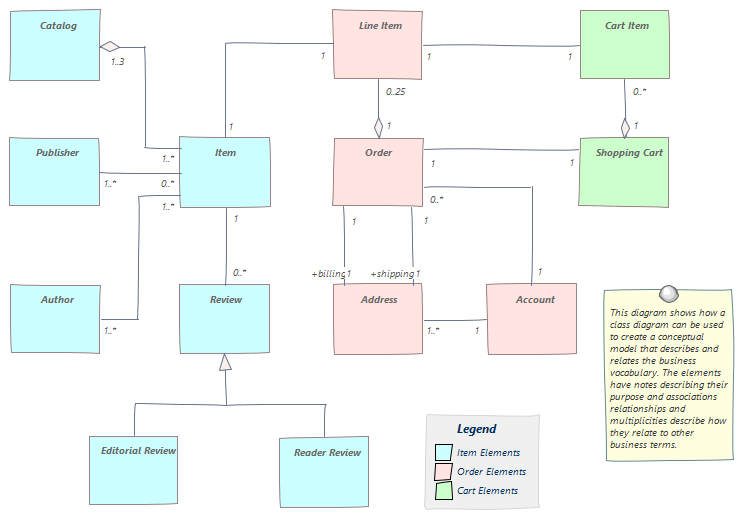 Catalog
Line Item
Cart Item
1..3
1
1
1
0..25
0..*
1
1
1
Publisher
Item
Order
Shopping Cart
1..*
1
1
1..*
0..*
0..*
1..*
1
1
1
0..*
+billing 1
+shipping 1
1
Author
Review
Address
Account
1..*
1..*
1
This diagram shows how a
class diagram can be used
to create a conceptual
model that describes and
relates the business
vocabulary. The elements
have notes describing their
purpose and associations
relationships and
multiplicities describe how
they relate to other
business terms.
Editorial Review
Reader Review
Legend
Item Elements
Order Elements
Cart Elements